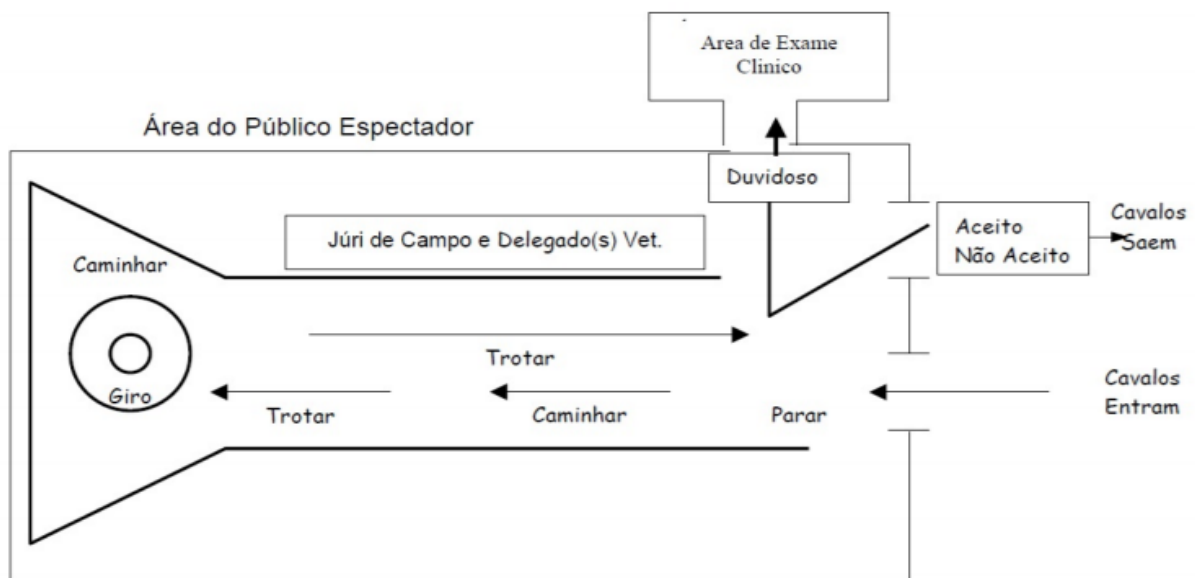 Area de Exame
Clinico
Área do Público Espectador
Duvidoso
Júri de Campo e Delegado(s) Vet.
Aceito
Não Aceito
Cavalos
Saem
Caminhar
Trotar
Giro
Trotar
Caminhar
Parar
Cavalos
Entram